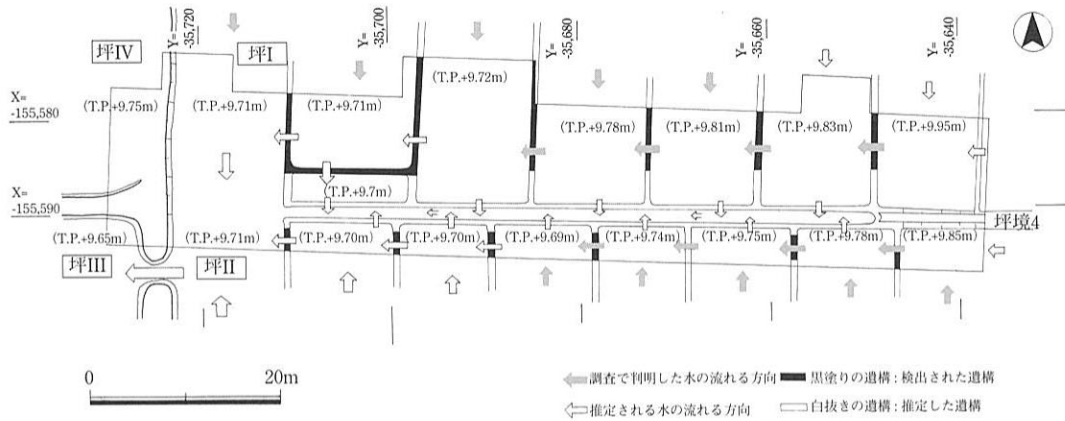 Y=
-35,720
Y=
-35,700
Y=
-35,680
Y=
-35,660
Y=
-35,640
坪IV
坪I
X=
-155,580
(T.P.+9.75m)
(T.P.+9.71m)
(T.P.+9.71m)
(T.P.+9.72m)
(T.P.+9.78m)
(T.P.+9.81m)
(T.P.+9.83m)
(T.P.+9.95m)
X=
-155,590
(T.P.+9.7m)
坪境4
(T.P.+9.65m)
(T.P.+9.71m)
(T.P.+9.70m)
(T.P.+9.70m)
(T.P.+9.69m)
(T.P.+9.74m)
(T.P.+9.75m)
(T.P.+9.78m)
(T.P.+9.85m)
坪III
坪II
0 20m
調査で判明した水の流れる方向
黒塗りの遺構：検出された遺構
推定される水の流れる方向
白抜きの遺構：推定した遺構